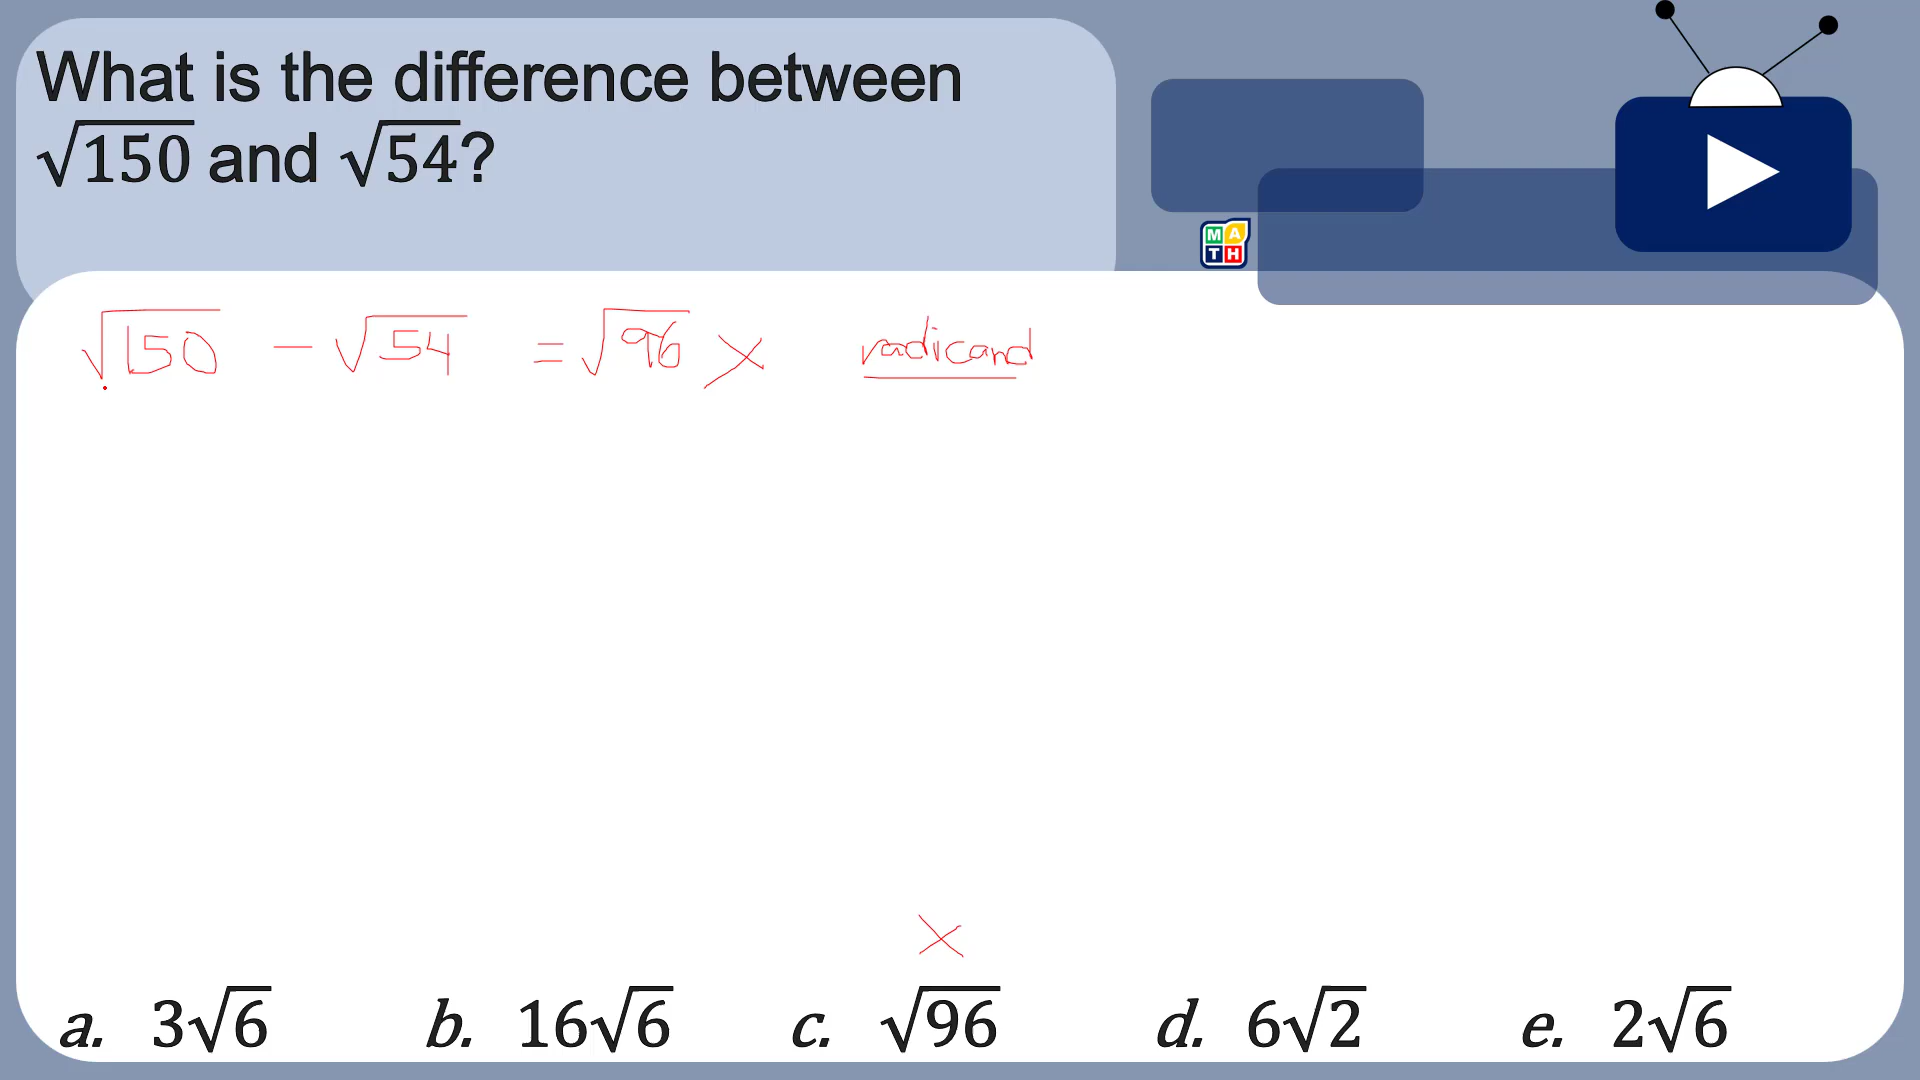 What is the difference between
√150 and √54?
MATH
√150 - √54 = √96 X radicand
X
a. 3√6 b. 16√6 c. √96 d. 6√2 e. 2√6